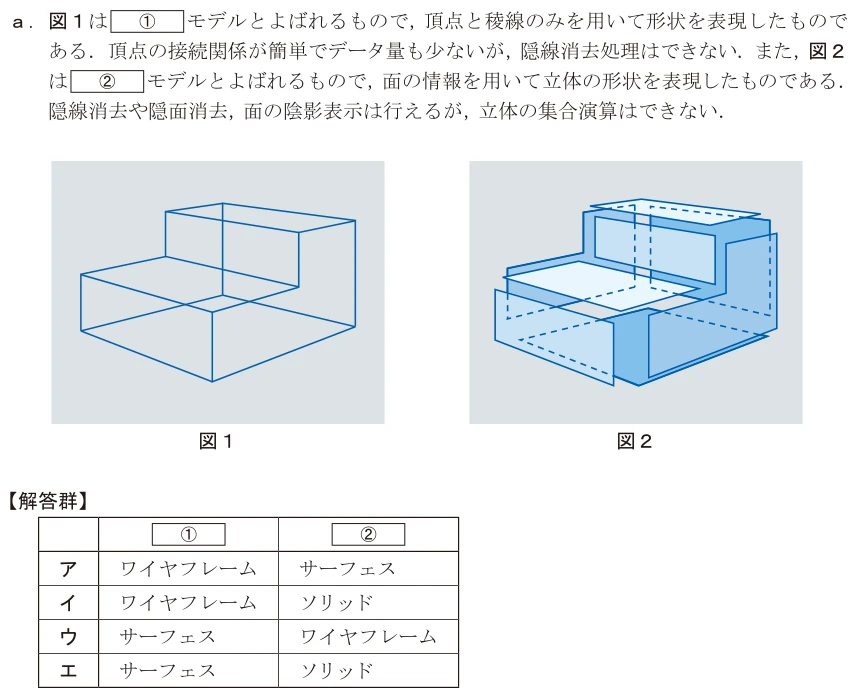 a．図1は ① モデルとよばれるもので，頂点と稜線のみを用いて形状を表現したもので
ある．頂点の接続関係が簡単でデータ量も少ないが，隠線消去処理はできない．また，図2
は ② モデルとよばれるもので，面の情報を用いて立体の形状を表現したものである．
隠線消去や隠面消去，面の陰影表示は行えるが，立体の集合演算はできない．
図1
図2
【解答群】
① ②
ア ワイヤフレーム サーフェス
イ ワイヤフレーム ソリッド
ウ サーフェス ワイヤフレーム
エ サーフェス ソリッド